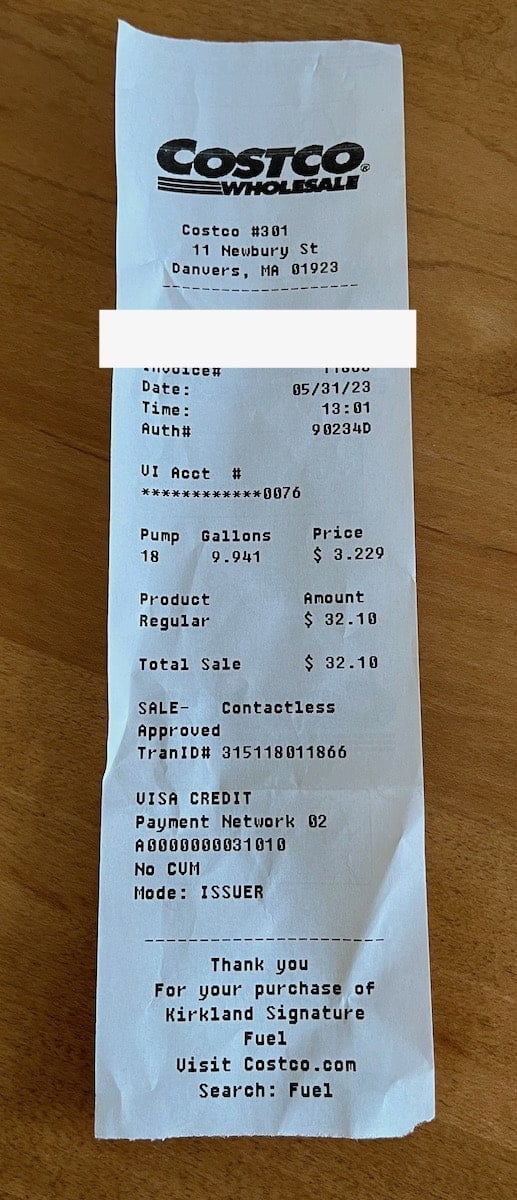 COSTCO®
WHOLESALE
Costco #301
11 Newbury St
Danvers, MA 01923
Invoice#
Date: 05/31/23
Time: 13:01
Auth# 90234D
VI Acct #
************0076
Pump Gallons Price
18 9.941 $ 3.229
Product Amount
Regular $ 32.10
Total Sale $ 32.10
SALE- Contactless
Approved
TranID# 315118011866
VISA CREDIT
Payment Network 02
A0000000031010
No CVM
Mode: ISSUER
Thank you
For your purchase of
Kirkland Signature
Fuel
Visit Costco.com
Search: Fuel